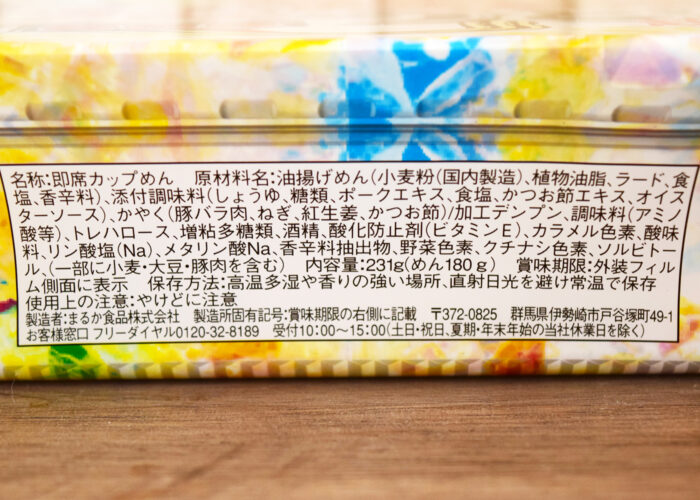 名称:即席カップめん　原材料名:油揚げめん(小麦粉(国内製造)、植物油脂、ラード、食
塩、香辛料)、添付調味料(しょうゆ、糖類、ポークエキス、食塩、かつお節エキス、オイス
ターソース)、かやく(豚バラ肉、ねぎ、紅生姜、かつお節)/加工デンプン、調味料(アミノ
酸等)、トレハロース、増粘多糖類、酒精、酸化防止剤(ビタミンE)、カラメル色素、酸味
料、リン酸塩(Na)、メタリン酸Na、香辛料抽出物、野菜色素、クチナシ色素、ソルビトー
ル、(一部に小麦・大豆・豚肉を含む)　内容量:231g(めん180g)　賞味期限:外装フィル
ム側面に表示　保存方法:高温多湿や香りの強い場所、直射日光を避け常温で保存
使用上の注意:やけどに注意
製造者:まるか食品株式会社　製造所固有記号:賞味期限の右側に記載　〒372-0825　群馬県伊勢崎市戸谷塚町49-1
お客様窓口 フリーダイヤル0120-32-8189　受付10:00〜15:00(土日・祝日、夏期・年末年始の当社休業日を除く)